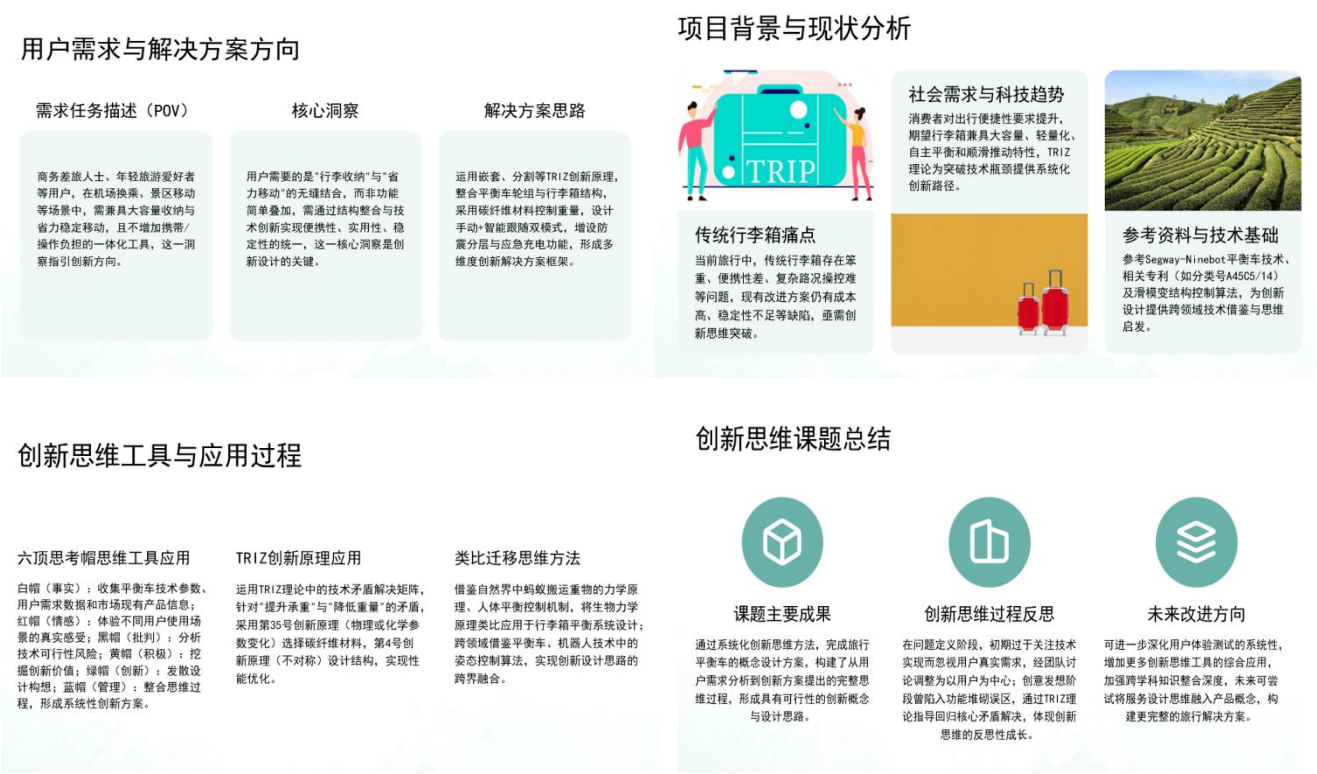 用户需求与解决方案方向
需求任务描述（POV）
商务差旅人士、年轻旅游爱好者
等用户，在机场换乘、景区移动
等场景中，需兼具大容量收纳与
省力稳定移动，且不增加携带/
操作负担的一体化工具，这一洞
察指引创新方向。
核心洞察
用户需要的是"行李收纳"与"省
力移动"的无缝结合，而非功能
简单叠加，需通过结构整合与技
术创新实现便携性、实用性、稳
定性的统一，这一核心洞察是创
新设计的关键。
解决方案思路
运用嵌套、分割等TRIZ创新原理，
整合平衡车轮组与行李箱结构，
采用碳纤维材料控制重量，设计
手动+智能跟随双模式，增设防
震分层与应急充电功能，形成多
维度创新解决方案框架。
项目背景与现状分析
TRIP
传统行李箱痛点
当前旅行中，传统行李箱存在笨
重、便携性差、复杂路况操控难
等问题，现有改进方案仍有成本
高、稳定性不足等缺陷，亟需创
新思维突破。
社会需求与科技趋势
消费者对出行便捷性要求提升，
期望行李箱兼具大容量、轻量化、
自主平衡和顺滑推动特性，TRIZ
理论为突破技术瓶颈提供系统化
创新路径。
参考资料与技术基础
参考Segway-Ninebot平衡车技术、
相关专利（如分类号A45C5/14）
及滑模变结构控制算法，为创新
设计提供跨领域技术借鉴与思维
启发。
创新思维工具与应用过程
六顶思考帽思维工具应用
白帽（事实）：收集平衡车技术参数、
用户需求数据和市场现有产品信息；
红帽（情感）：体验不同用户使用场
景的真实感受；黑帽（批判）：分析
技术可行性风险；黄帽（积极）：挖
掘创新价值；绿帽（创新）：发散设
计构想；蓝帽（管理）：整合思维过
程，形成系统性创新方案。
TRIZ创新原理应用
运用TRIZ理论中的技术矛盾解决矩阵，
针对"提升承重"与"降低重量"的矛盾，
采用第35号创新原理（物理或化学参
数变化）选择碳纤维材料，第4号创
新原理（不对称）设计结构，实现性
能优化。
类比迁移思维方法
借鉴自然界中蚂蚁搬运重物的力学原
理、人体平衡控制机制，将生物力学
原理类比应用于行李箱平衡系统设计；
跨领域借鉴平衡车、机器人技术中的
姿态控制算法，实现创新设计思路的
跨界融合。
创新思维课题总结
课题主要成果
通过系统化创新思维方法，完成旅行
平衡车的概念设计方案，构建了从用
户需求分析到创新方案提出的完整思
维过程，形成具有可行性的创新概念
与设计思路。
创新思维过程反思
在问题定义阶段，初期过于关注技术
实现而忽视用户真实需求，经团队讨
论调整为以用户为中心；创意发想阶
段曾陷入功能堆砌误区，通过TRIZ理
论指导回归核心矛盾解决，体现创新
思维的反思性成长。
未来改进方向
可进一步深化用户体验测试的系统性，
增加更多创新思维工具的综合应用，
加强跨学科知识整合深度，未来可尝
试将服务设计思维融入产品概念，构
建更完整的旅行解决方案。